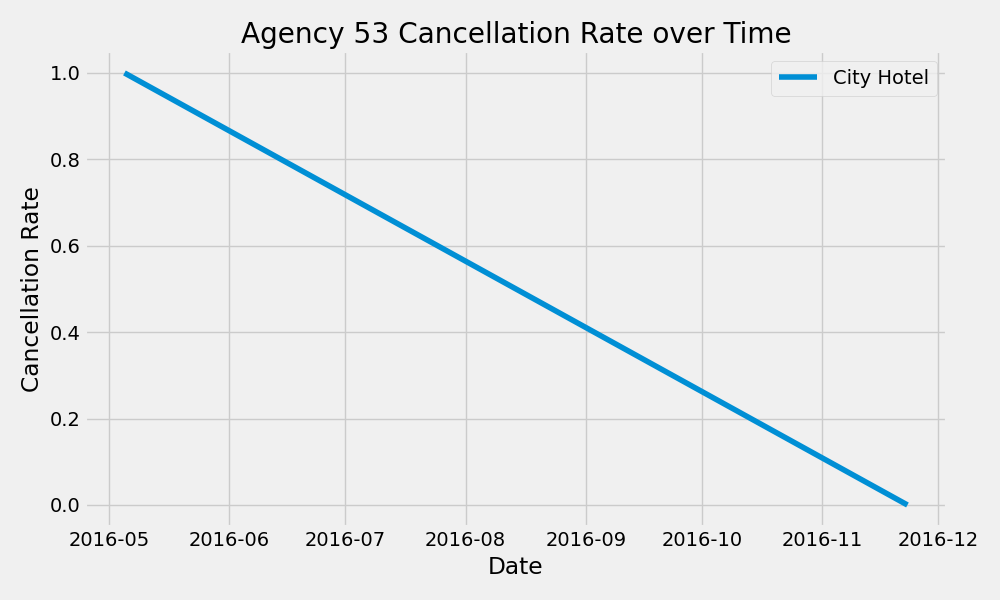 Agency 53 Cancellation Rate over Time
City Hotel
Cancellation Rate
1.0
0.8
0.6
0.4
0.2
0.0
2016-05 2016-06 2016-07 2016-08 2016-09 2016-10 2016-11 2016-12
Date